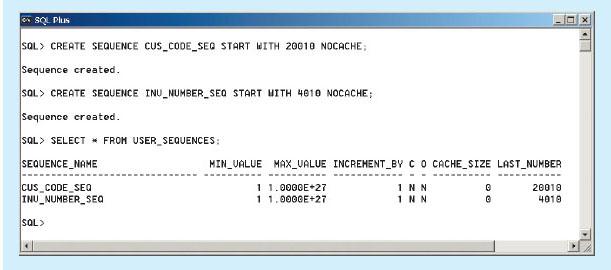 SQL Plus
SQL> CREATE SEQUENCE CUS_CODE_SEQ START WITH 20010 NOCACHE;
Sequence created.
SQL> CREATE SEQUENCE INV_NUMBER_SEQ START WITH 4010 NOCACHE;
Sequence created.
SQL> SELECT * FROM USER_SEQUENCES;
SEQUENCE_NAME MIN_VALUE MAX_VALUE INCREMENT_BY C O CACHE_SIZE LAST_NUMBER
------------------------------ ---------- ---------- ------------ - - ---------- -----------
CUS_CODE_SEQ 1 1.0000E+27 1 N N 0 20010
INV_NUMBER_SEQ 1 1.0000E+27 1 N N 0 4010
SQL>